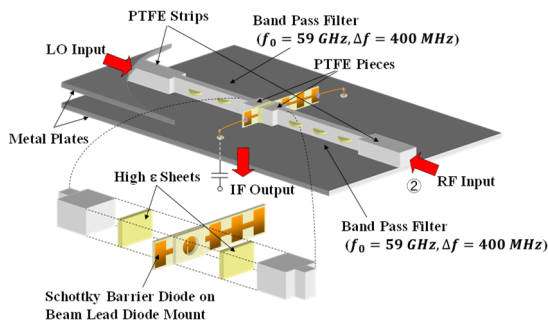 PTFE Strips
Band Pass Filter
(f₀ = 59 GHz, Δf = 400 MHz)
LO Input
PTFE Pieces
Metal Plates
High ε Sheets
IF Output
②
RF Input
Band Pass Filter
(f₀ = 59 GHz, Δf = 400 MHz)
Schottky Barrier Diode on
Beam Lead Diode Mount